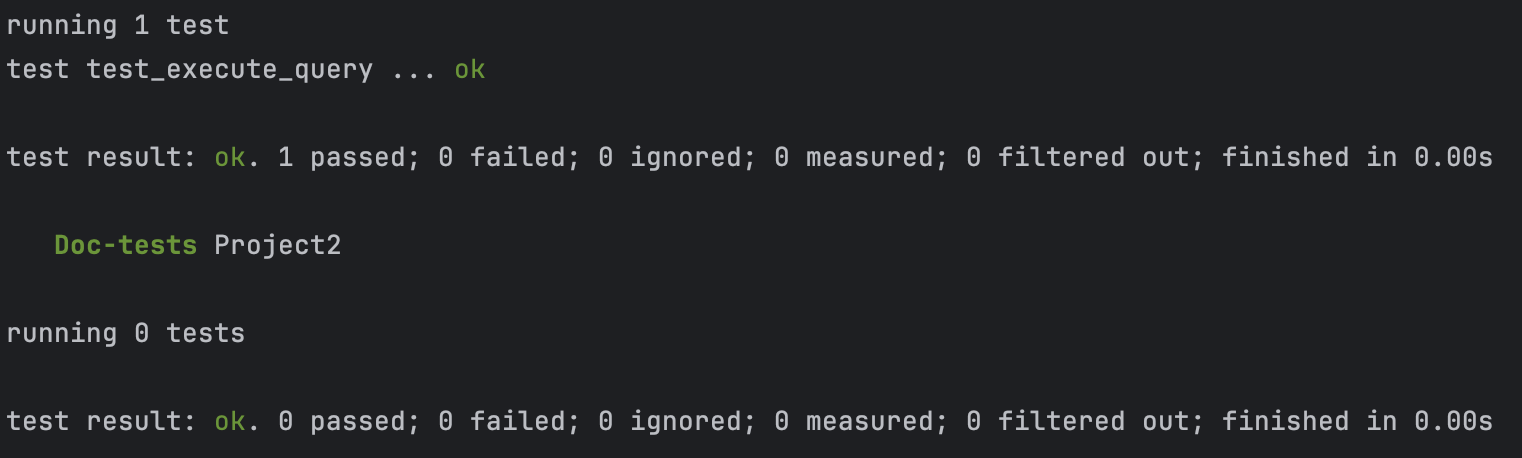 running 1 test
test test_execute_query ... ok
test result: ok. 1 passed; 0 failed; 0 ignored; 0 measured; 0 filtered out; finished in 0.00s
Doc-tests Project2
running 0 tests
test result: ok. 0 passed; 0 failed; 0 ignored; 0 measured; 0 filtered out; finished in 0.00s